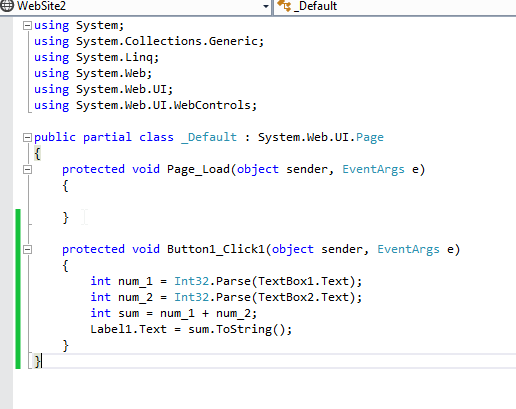 WebSite2 _Default
using System;
using System.Collections.Generic;
using System.Linq;
using System.Web;
using System.Web.UI;
using System.Web.UI.WebControls;
public partial class _Default : System.Web.UI.Page
{
protected void Page_Load(object sender, EventArgs e)
{
}
protected void Button1_Click1(object sender, EventArgs e)
{
int num_1 = Int32.Parse(TextBox1.Text);
int num_2 = Int32.Parse(TextBox2.Text);
int sum = num_1 + num_2;
Label1.Text = sum.ToString();
}
}